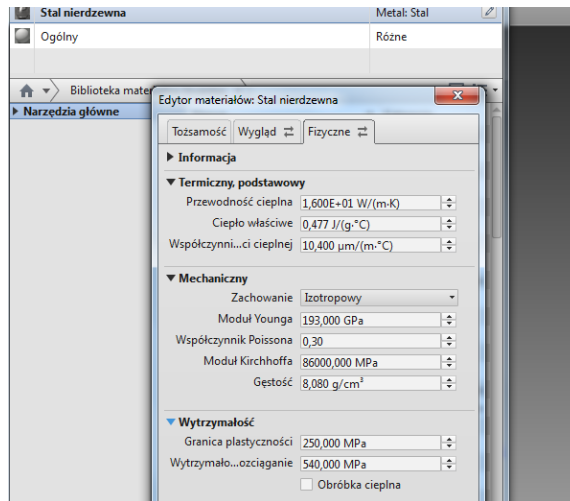 Stal nierdzewna Metal: Stal
Ogólny Różne
Biblioteka mate
Narzędzia główne
Edytor materiałów: Stal nierdzewna
Tożsamość Wygląd Fizyczne
Informacja
Termiczny, podstawowy
Przewodność cieplna 1,600E+01 W/(m·K)
Ciepło właściwe 0,477 J/(g·°C)
Współczynni...ci cieplnej 10,400 µm/(m·°C)
Mechaniczny
Zachowanie Izotropowy
Moduł Younga 193,000 GPa
Współczynnik Poissona 0,30
Moduł Kirchhoffa 86000,000 MPa
Gęstość 8,080 g/cm³
Wytrzymałość
Granica plastyczności 250,000 MPa
Wytrzymało...ozciąganie 540,000 MPa
Obróbka cieplna